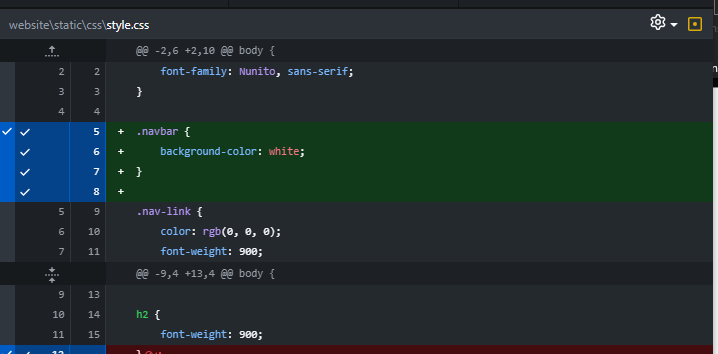 website\static\css\style.css
@@ -2,6 +2,10 @@ body {
2 2 font-family: Nunito, sans-serif;
3 3 }
4 4
5 + .navbar {
6 + background-color: white;
7 + }
8 +
5 9 .nav-link {
6 10 color: rgb(0, 0, 0);
7 11 font-weight: 900;
@@ -9,4 +13,4 @@ body {
9 13
10 14 h2 {
11 15 font-weight: 900;
12 }